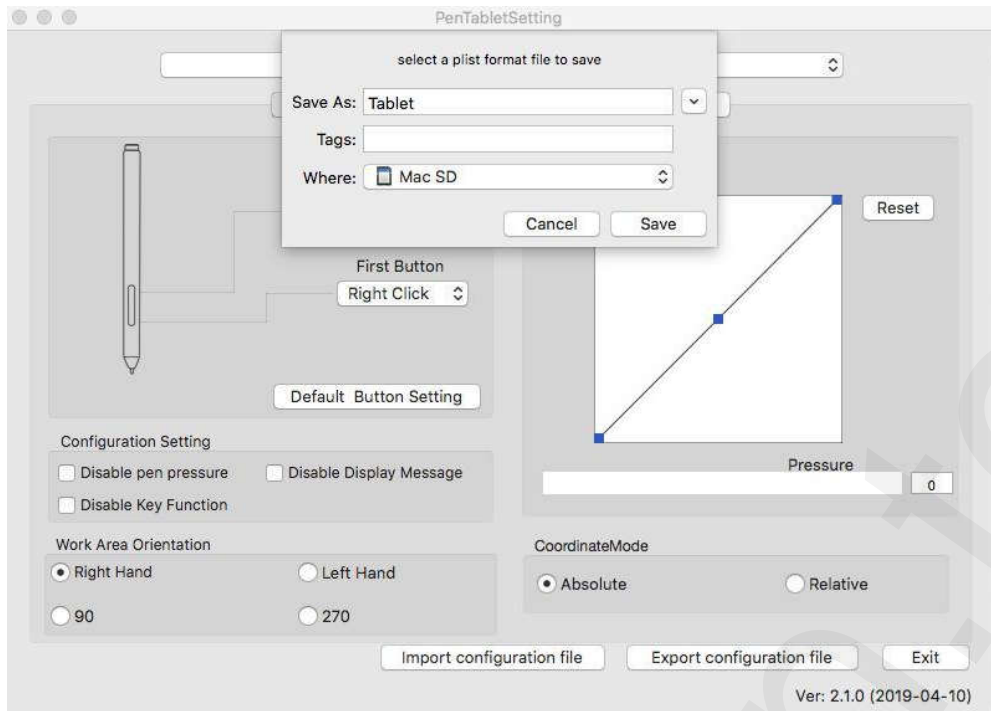 PenTabletSetting
select a plist format file to save
Save As: Tablet
Tags:
Where: Mac SD
Cancel Save
Reset
First Button
Right Click
Default Button Setting
Configuration Setting
Disable pen pressure Disable Display Message
Disable Key Function
Pressure
0
Work Area Orientation
Right Hand Left Hand
90 270
CoordinateMode
Absolute Relative
Import configuration file Export configuration file Exit
Ver: 2.1.0 (2019-04-10)